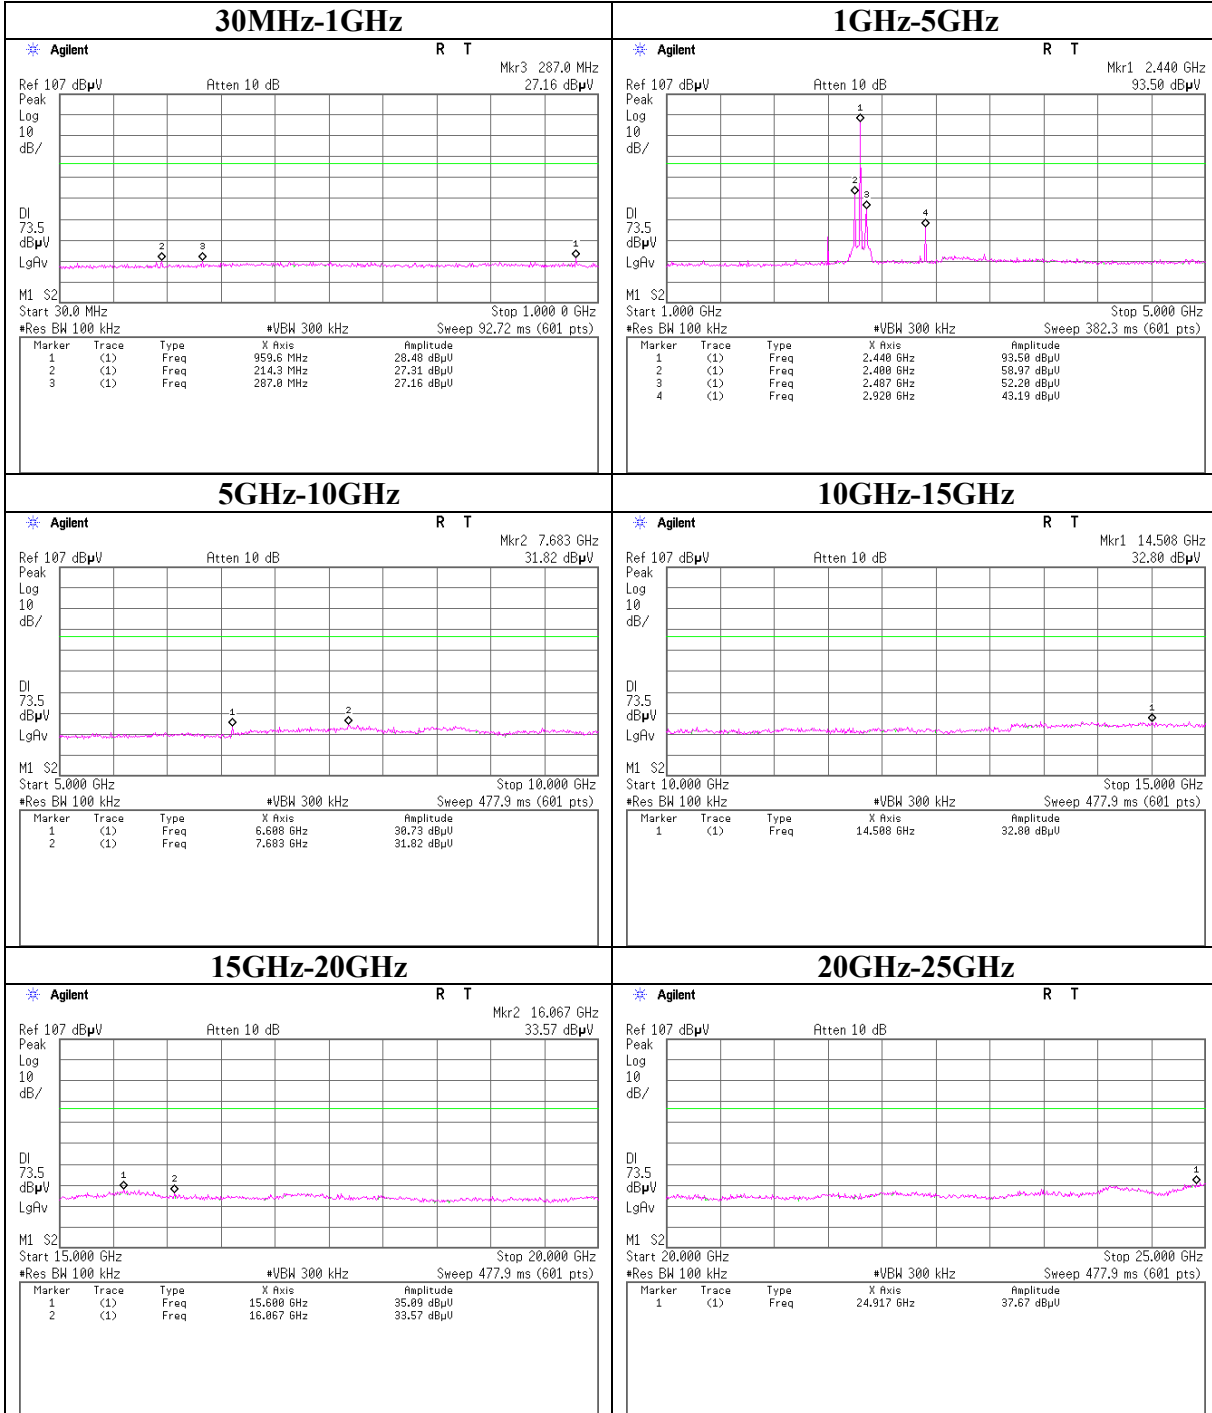 30MHz-1GHz
Agilent R T
Mkr3 287.0 MHz
Ref 107 dBµV Atten 10 dB 27.16 dBµV
Peak
Log
10
dB/
DI
73.5
dBµV
LgAv
M1 S2
2 3 1
Start 30.0 MHz Stop 1.000 0 GHz
#Res BW 100 kHz #VBW 300 kHz Sweep 92.72 ms (601 pts)
Marker Trace Type X Axis Amplitude
1 (1) Freq 959.6 MHz 28.48 dBµV
2 (1) Freq 214.3 MHz 27.31 dBµV
3 (1) Freq 287.0 MHz 27.16 dBµV
1GHz-5GHz
Agilent R T
Mkr1 2.440 GHz
Ref 107 dBµV Atten 10 dB 93.50 dBµV
Peak
Log
10
dB/
DI
73.5
dBµV
LgAv
M1 S2
1
2
3
4
Start 1.000 GHz Stop 5.000 GHz
#Res BW 100 kHz #VBW 300 kHz Sweep 382.3 ms (601 pts)
Marker Trace Type X Axis Amplitude
1 (1) Freq 2.440 GHz 93.50 dBµV
2 (1) Freq 2.400 GHz 58.97 dBµV
3 (1) Freq 2.487 GHz 52.20 dBµV
4 (1) Freq 2.920 GHz 43.19 dBµV
5GHz-10GHz
Agilent R T
Mkr2 7.683 GHz
Ref 107 dBµV Atten 10 dB 31.82 dBµV
Peak
Log
10
dB/
DI
73.5
dBµV
LgAv
M1 S2
1 2
Start 5.000 GHz Stop 10.000 GHz
#Res BW 100 kHz #VBW 300 kHz Sweep 477.9 ms (601 pts)
Marker Trace Type X Axis Amplitude
1 (1) Freq 6.608 GHz 30.73 dBµV
2 (1) Freq 7.683 GHz 31.82 dBµV
10GHz-15GHz
Agilent R T
Mkr1 14.508 GHz
Ref 107 dBµV Atten 10 dB 32.80 dBµV
Peak
Log
10
dB/
DI
73.5
dBµV
LgAv
M1 S2
1
Start 10.000 GHz Stop 15.000 GHz
#Res BW 100 kHz #VBW 300 kHz Sweep 477.9 ms (601 pts)
Marker Trace Type X Axis Amplitude
1 (1) Freq 14.508 GHz 32.80 dBµV
15GHz-20GHz
Agilent R T
Mkr2 16.067 GHz
Ref 107 dBµV Atten 10 dB 33.57 dBµV
Peak
Log
10
dB/
DI
73.5
dBµV
LgAv
M1 S2
1 2
Start 15.000 GHz Stop 20.000 GHz
#Res BW 100 kHz #VBW 300 kHz Sweep 477.9 ms (601 pts)
Marker Trace Type X Axis Amplitude
1 (1) Freq 15.600 GHz 35.09 dBµV
2 (1) Freq 16.067 GHz 33.57 dBµV
20GHz-25GHz
Agilent R T
Ref 107 dBµV Atten 10 dB
Peak
Log
10
dB/
DI
73.5
dBµV
LgAv
M1 S2
1
Start 20.000 GHz Stop 25.000 GHz
#Res BW 100 kHz #VBW 300 kHz Sweep 477.9 ms (601 pts)
Marker Trace Type X Axis Amplitude
1 (1) Freq 24.917 GHz 37.67 dBµV